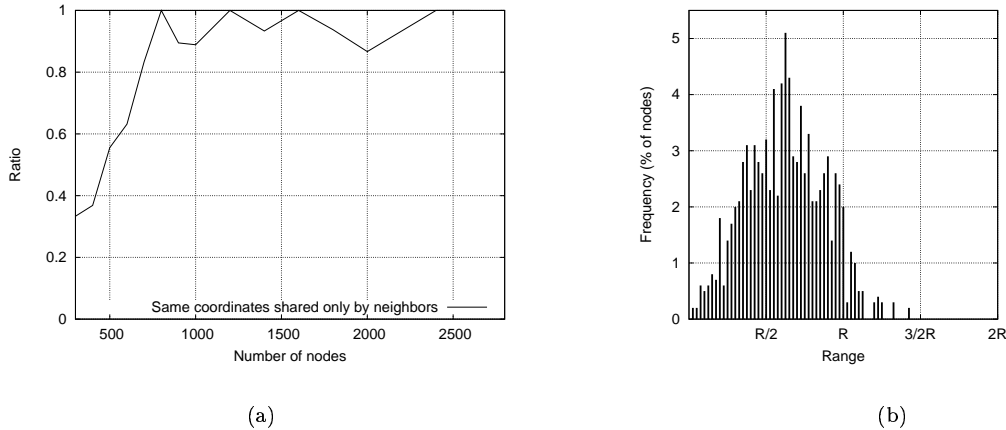 1
0.8
0.6
0.4
0.2
0
Ratio
Same coordinates shared only by neighbors
500
1000
1500
2000
2500
Number of nodes
(a)
5
4
3
2
1
0
Frequency (% of nodes)
R/2
R
3/2R
2R
Range
(b)